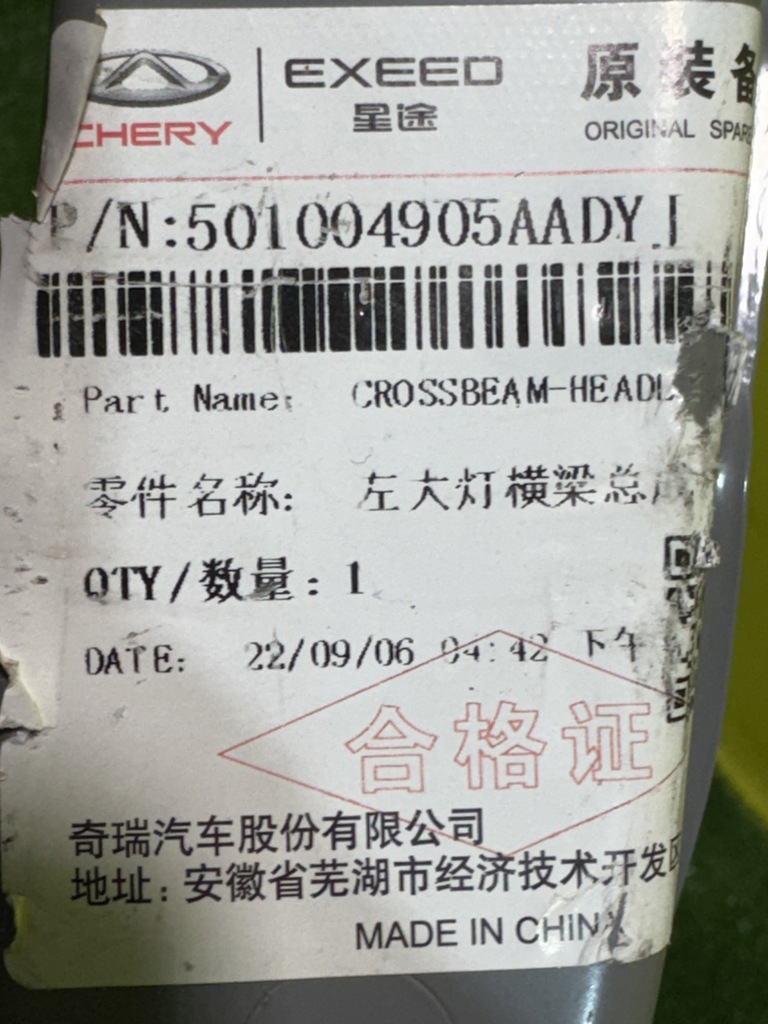 CHERY
EXEED
星途
原装备
ORIGINAL SPAR
P/N:501004905AADYJ
Part Name: CROSSBEAM-HEADL
零件名称: 左大灯横梁总
QTY/数量: 1
DATE: 22/09/06 04:42 下午
合格证
奇瑞汽车股份有限公司
地址：安徽省芜湖市经济技术开发区
MADE IN CHINA